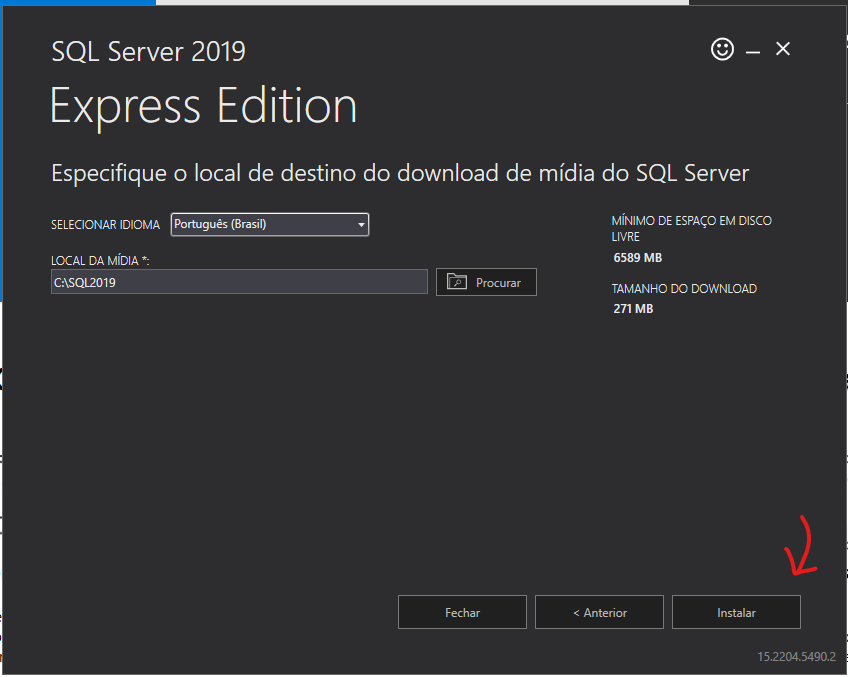 SQL Server 2019
Express Edition
Especifique o local de destino do download de mídia do SQL Server
SELECIONAR IDIOMA
Português (Brasil)
LOCAL DA MÍDIA *:
C:\SQL2019
Procurar
MÍNIMO DE ESPAÇO EM DISCO
LIVRE
6589 MB
TAMANHO DO DOWNLOAD
271 MB
Fechar
< Anterior
Instalar
15.2204.5490.2